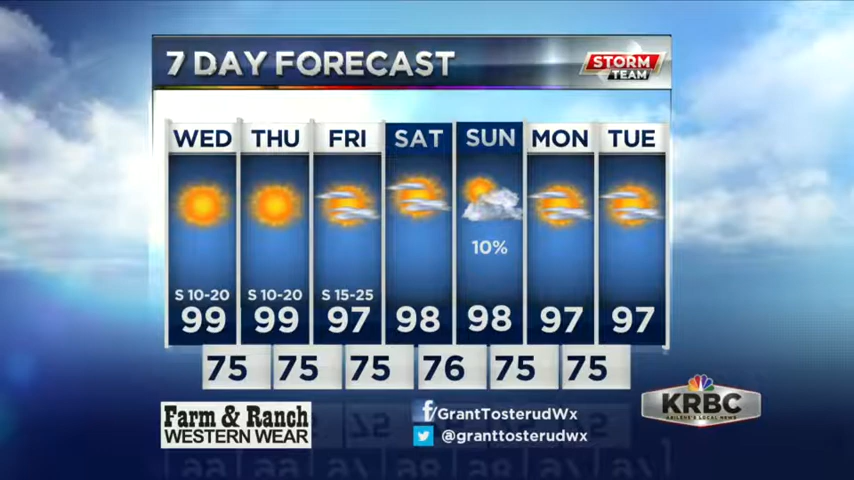 7 DAY FORECAST
STORM
TEAM
WED THU FRI SAT SUN MON TUE
10%
S 10-20 S 10-20 S 15-25
99 99 97 98 98 97 97
75 75 75 76 75 75
Farm & Ranch
WESTERN WEAR
f/GrantTosterudWx
@granttosterudwx
KRBC
ABILENE'S LOCAL NEWS